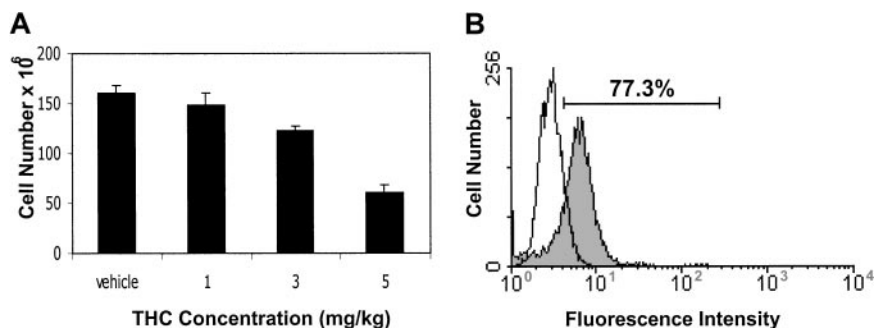 A
Cell Number x 10⁶
200
150
100
50
0
vehicle 1 3 5
THC Concentration (mg/kg)
B
Cell Number
256
0
77.3%
10⁰ 10¹ 10² 10³ 10⁴
Fluorescence Intensity